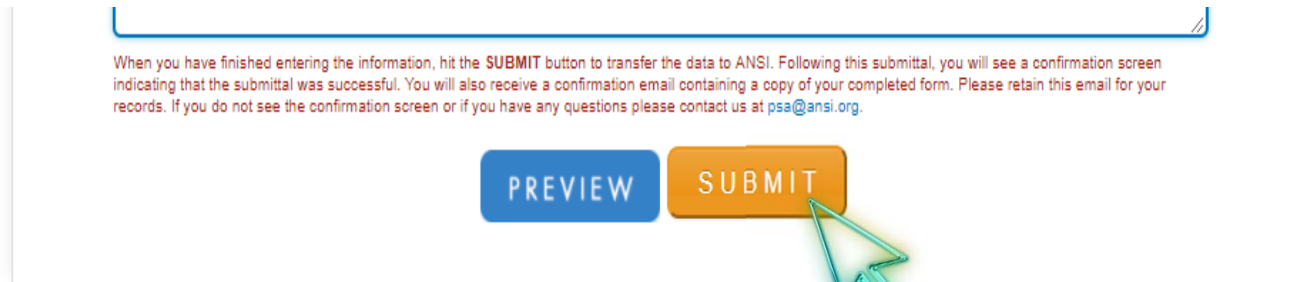 When you have finished entering the information, hit the SUBMIT button to transfer the data to ANSI. Following this submittal, you will see a confirmation screen
indicating that the submittal was successful. You will also receive a confirmation email containing a copy of your completed form. Please retain this email for your
records. If you do not see the confirmation screen or if you have any questions please contact us at psa@ansi.org.
PREVIEW SUBMIT